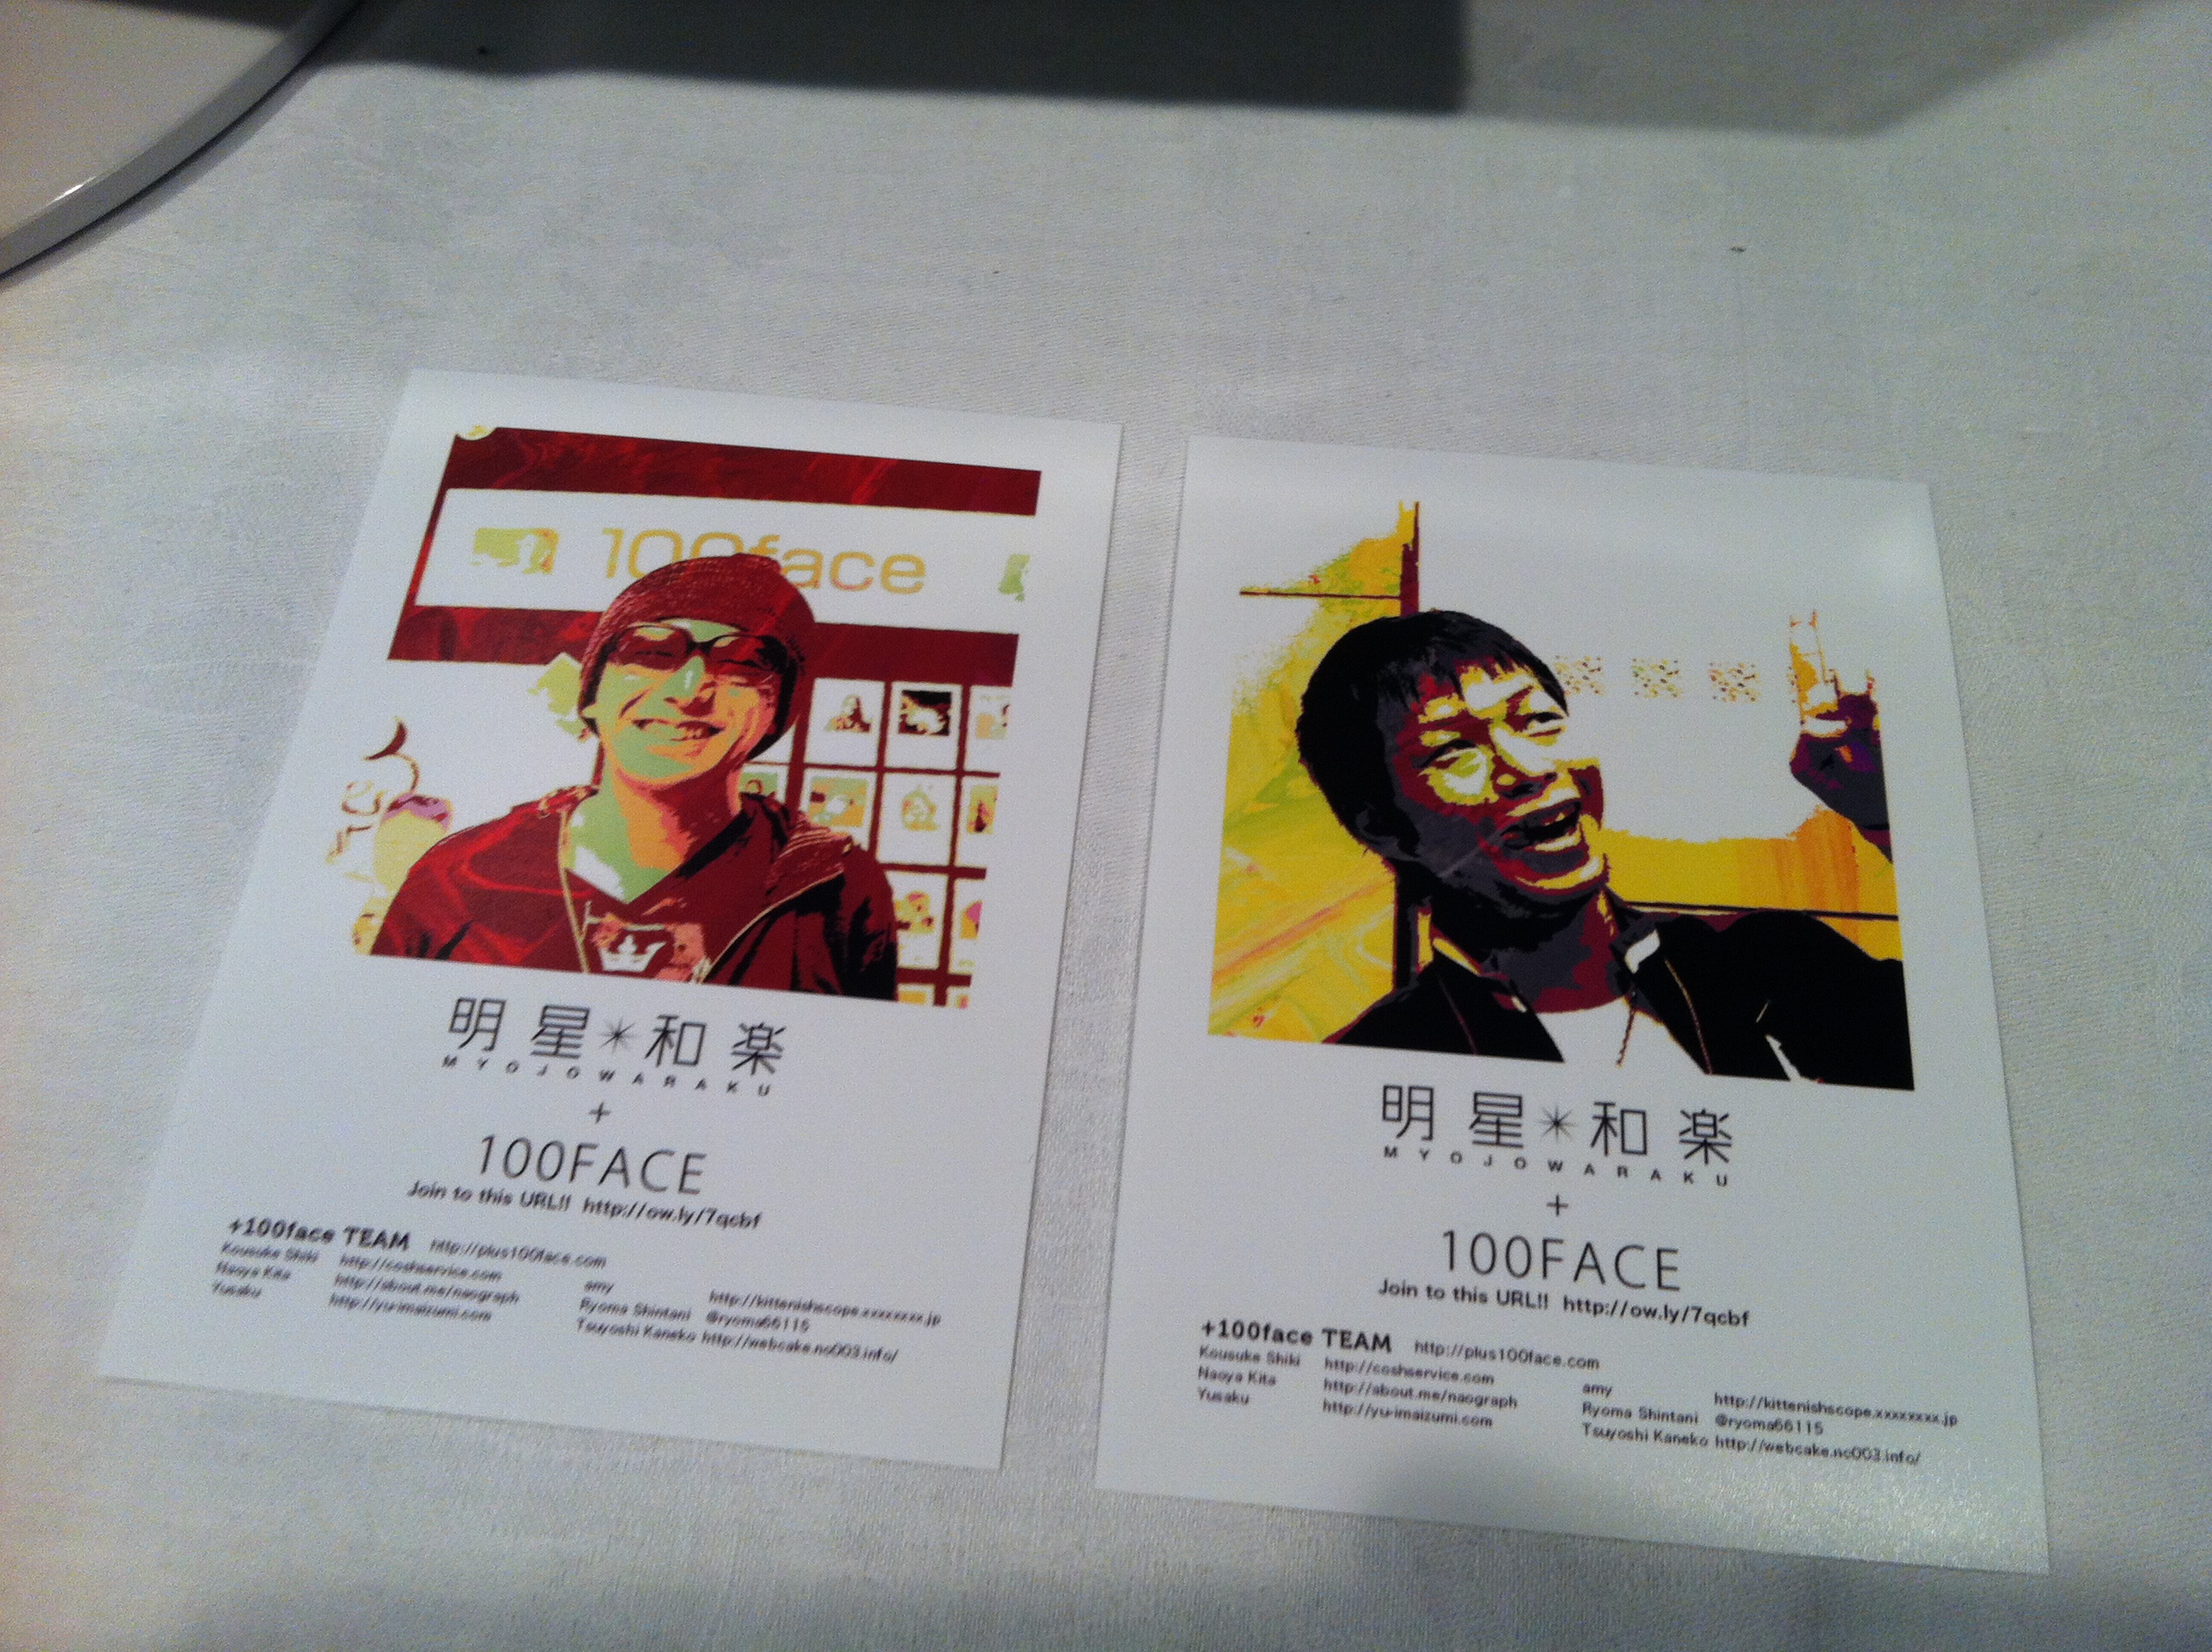 100face
明星✴和楽
MYOJOWARAKU
+
100FACE
Join to this URL!! http://ow.ly/7qcbf
+100face TEAM http://plus100face.com
Kousuke Shiki http://coshservice.com
Naoya Kita http://about.me/naograph
Yusaku http://yu-imaizumi.com
amy http://kittenishscope.xxxxxxxx.jp
Ryoma Shintani @ryoma66115
Tsuyoshi Kaneko http://webcake.no003.info/
明星✴和楽
MYOJOWARAKU
+
100FACE
Join to this URL!! http://ow.ly/7qcbf
+100face TEAM http://plus100face.com
Kousuke Shiki http://coshservice.com
Naoya Kita http://about.me/naograph
Yusaku http://yu-imaizumi.com
amy http://kittenishscope.xxxxxxxx.jp
Ryoma Shintani @ryoma66115
Tsuyoshi Kaneko http://webcake.no003.info/